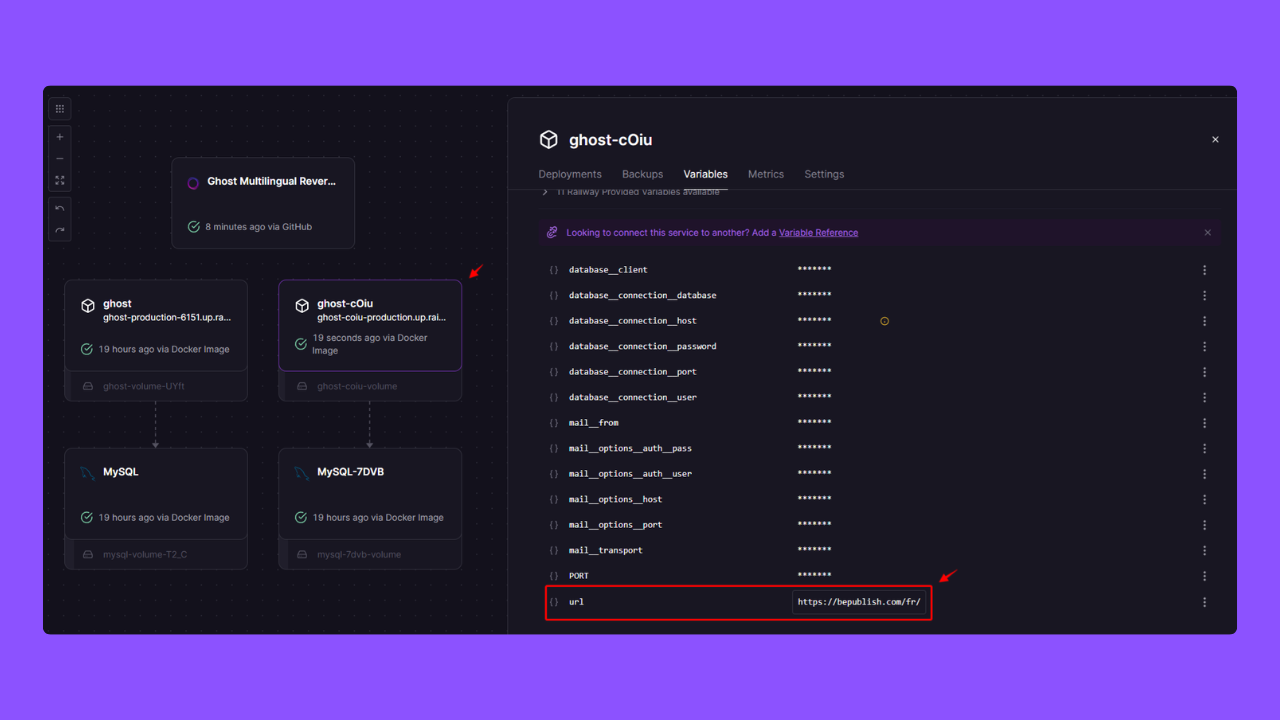 Ghost Multilingual Rever...
8 minutes ago via GitHub
ghost
ghost-production-6151.up.ra...
19 hours ago via Docker Image
ghost-volume-UYft
ghost-cOiu
ghost-coiu-production.up.rai...
19 seconds ago via Docker
Image
ghost-coiu-volume
MySQL
19 hours ago via Docker Image
mysql-volume-T2_C
MySQL-7DVB
19 hours ago via Docker Image
mysql-7dvb-volume
ghost-cOiu
Deployments Backups Variables Metrics Settings
11 Railway Provided Variables available
Looking to connect this service to another? Add a Variable Reference
{} database__client *******
{} database__connection__database *******
{} database__connection__host *******
{} database__connection__password *******
{} database__connection__port *******
{} database__connection__user *******
{} mail__from *******
{} mail__options__auth__pass *******
{} mail__options__auth__user *******
{} mail__options__host *******
{} mail__options__port *******
{} mail__transport *******
{} PORT *******
{} url https://bepublish.com/fr/